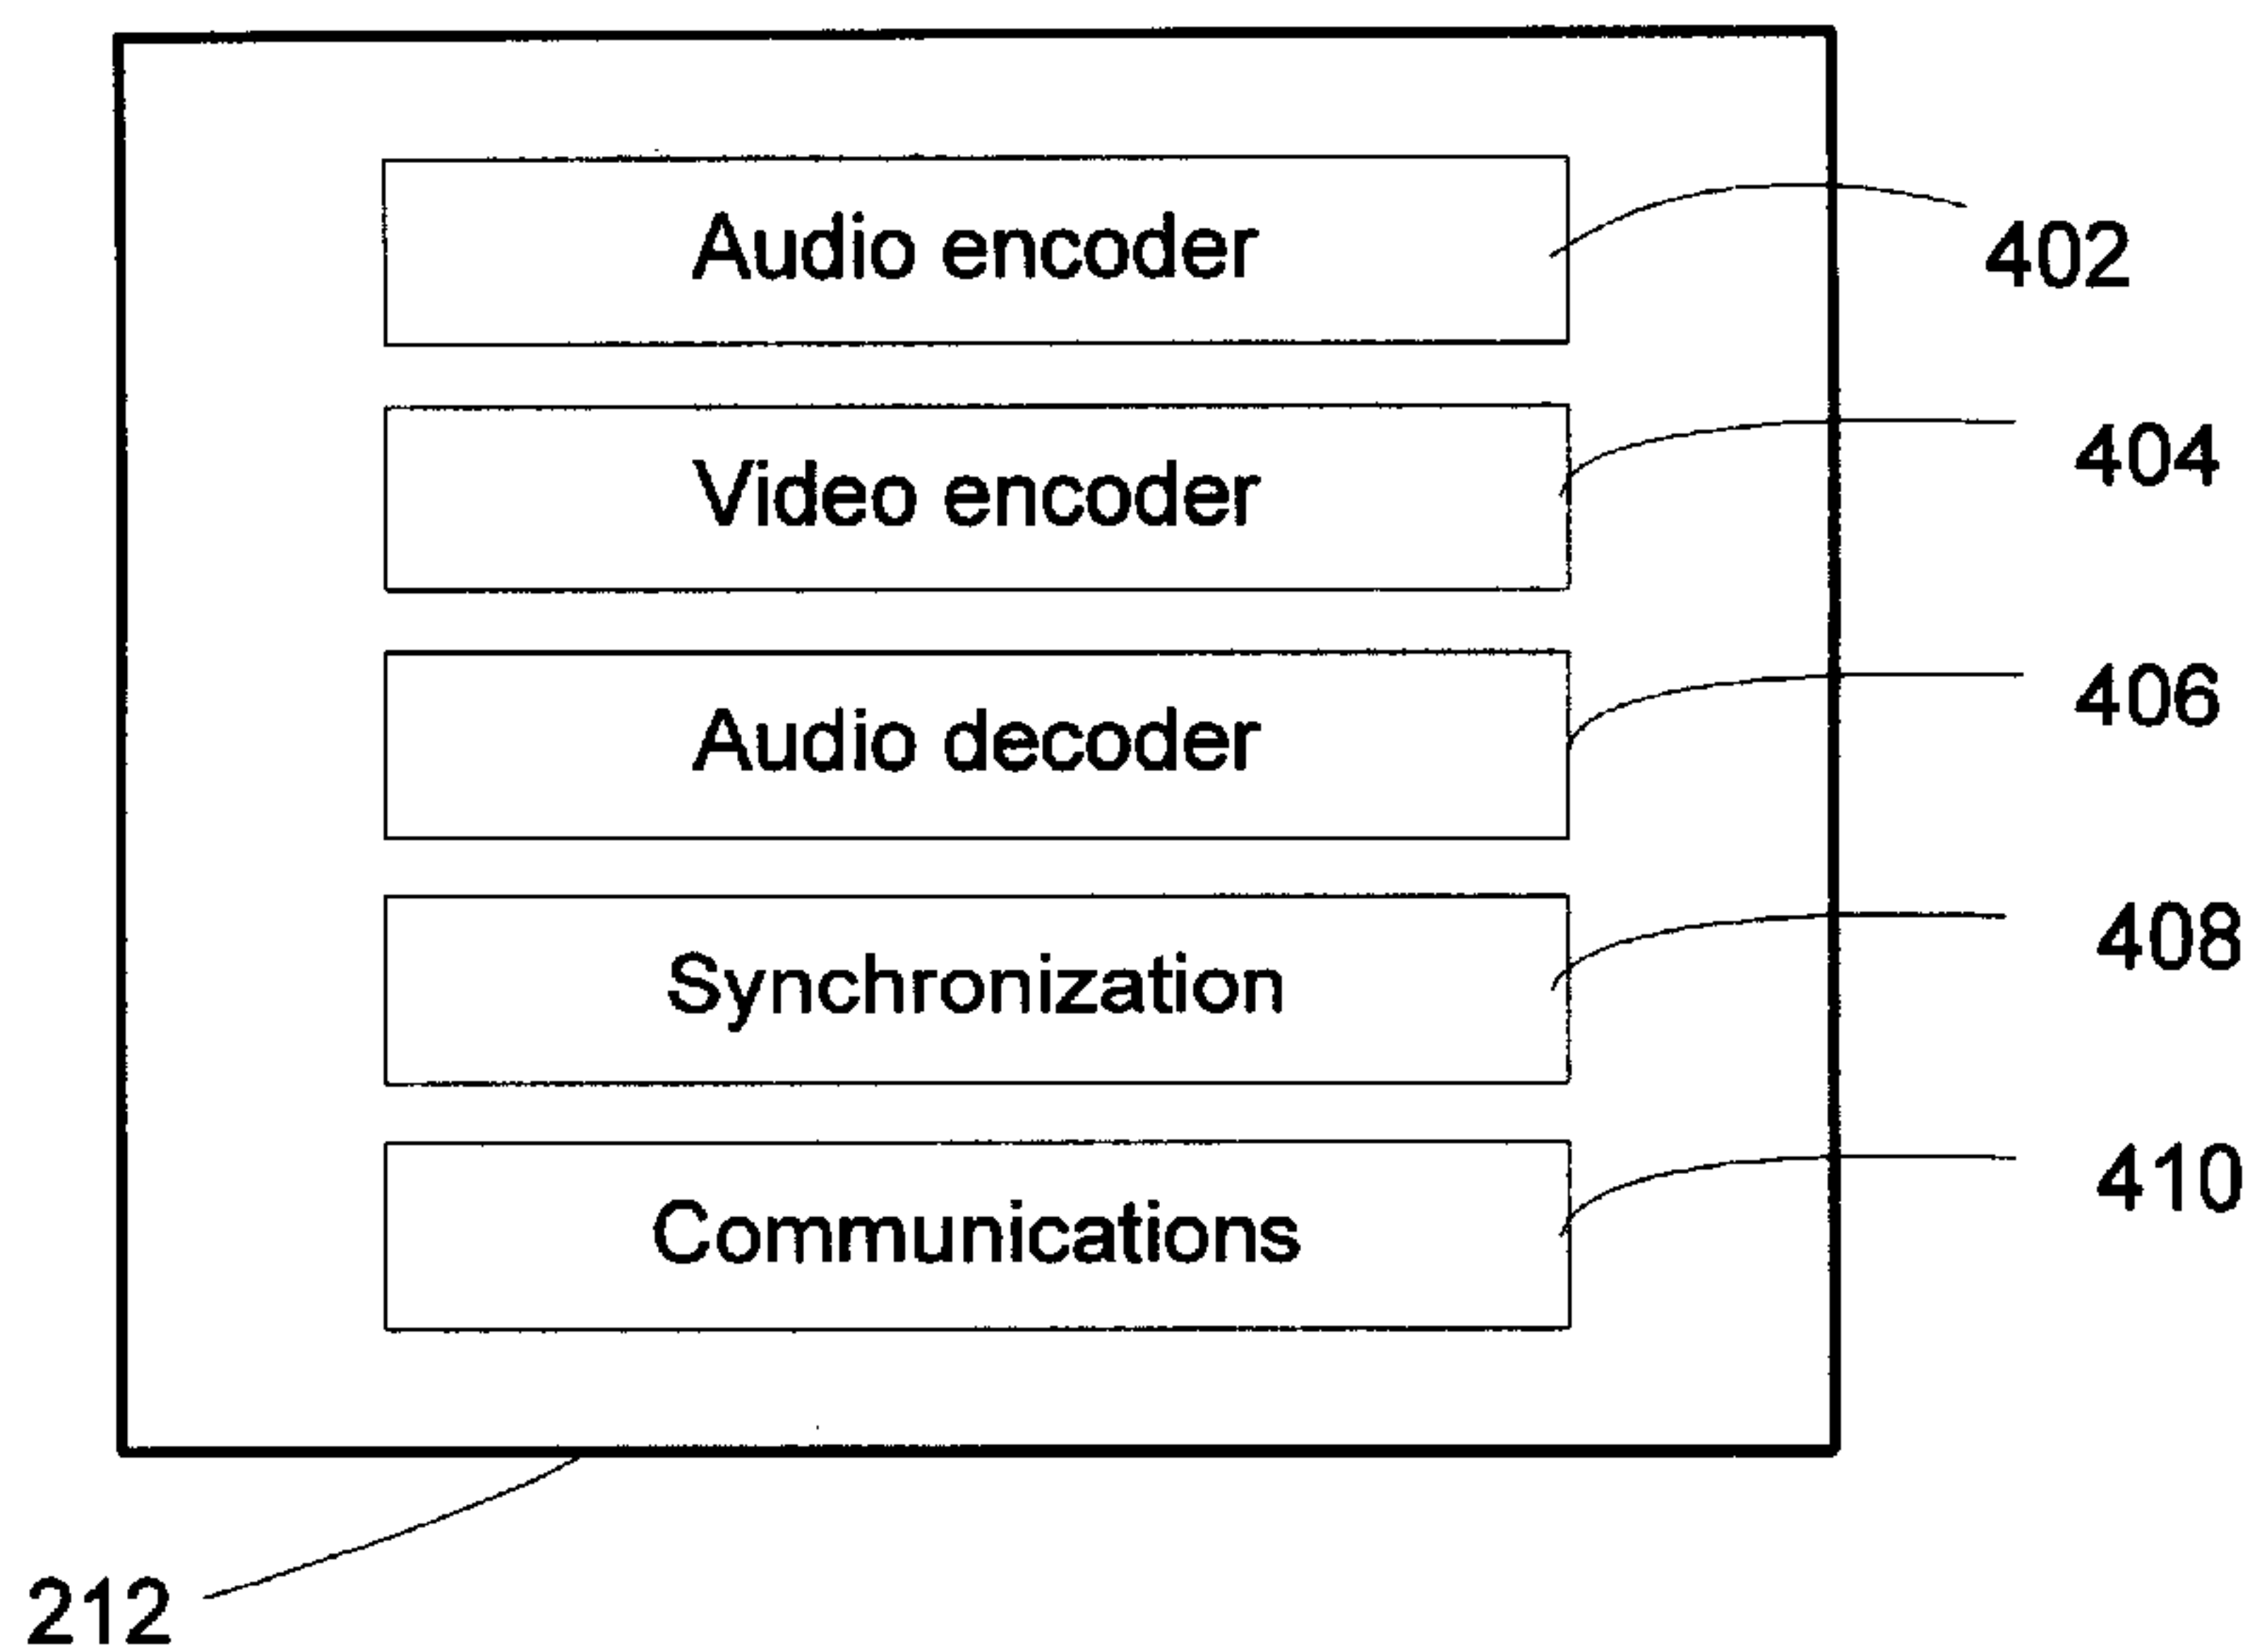 Audio encoder
402
Video encoder
404
Audio decoder
406
Synchronization
408
Communications
410
212